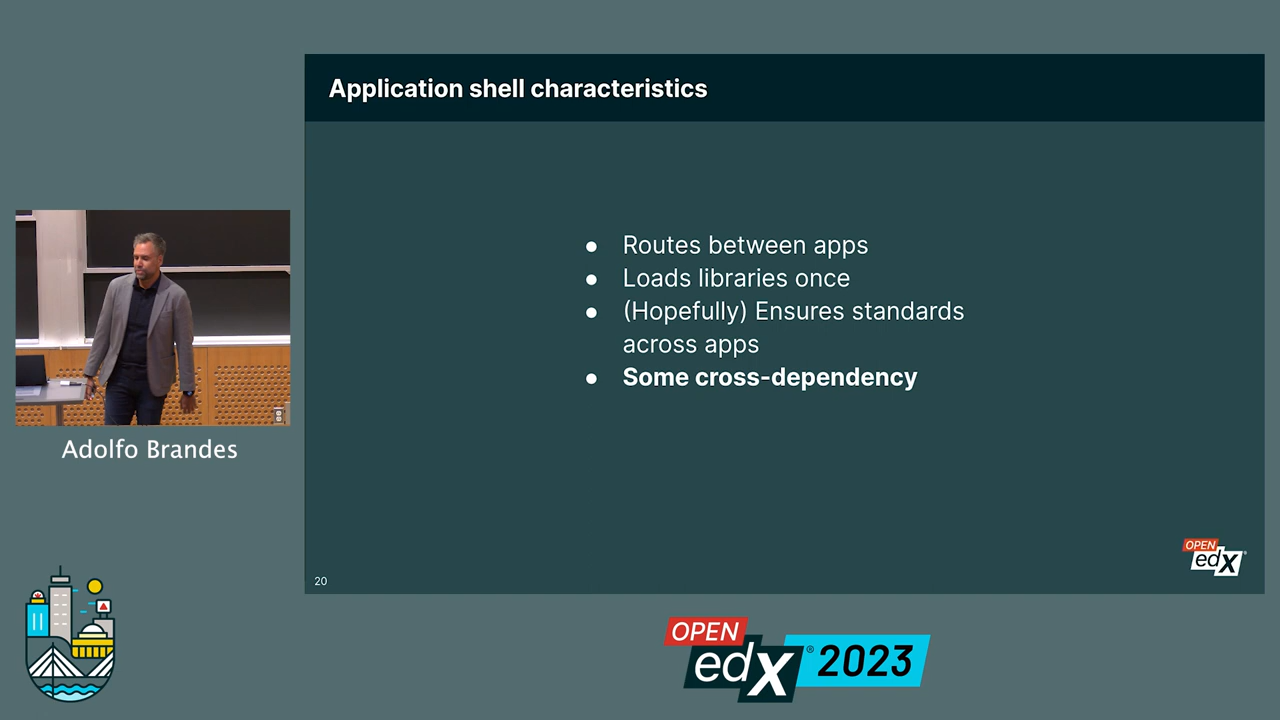 Application shell characteristics
● Routes between apps
● Loads libraries once
● (Hopefully) Ensures standards
across apps
● Some cross-dependency
Adolfo Brandes
20
OPEN
edX®
OPEN
edX® 2023